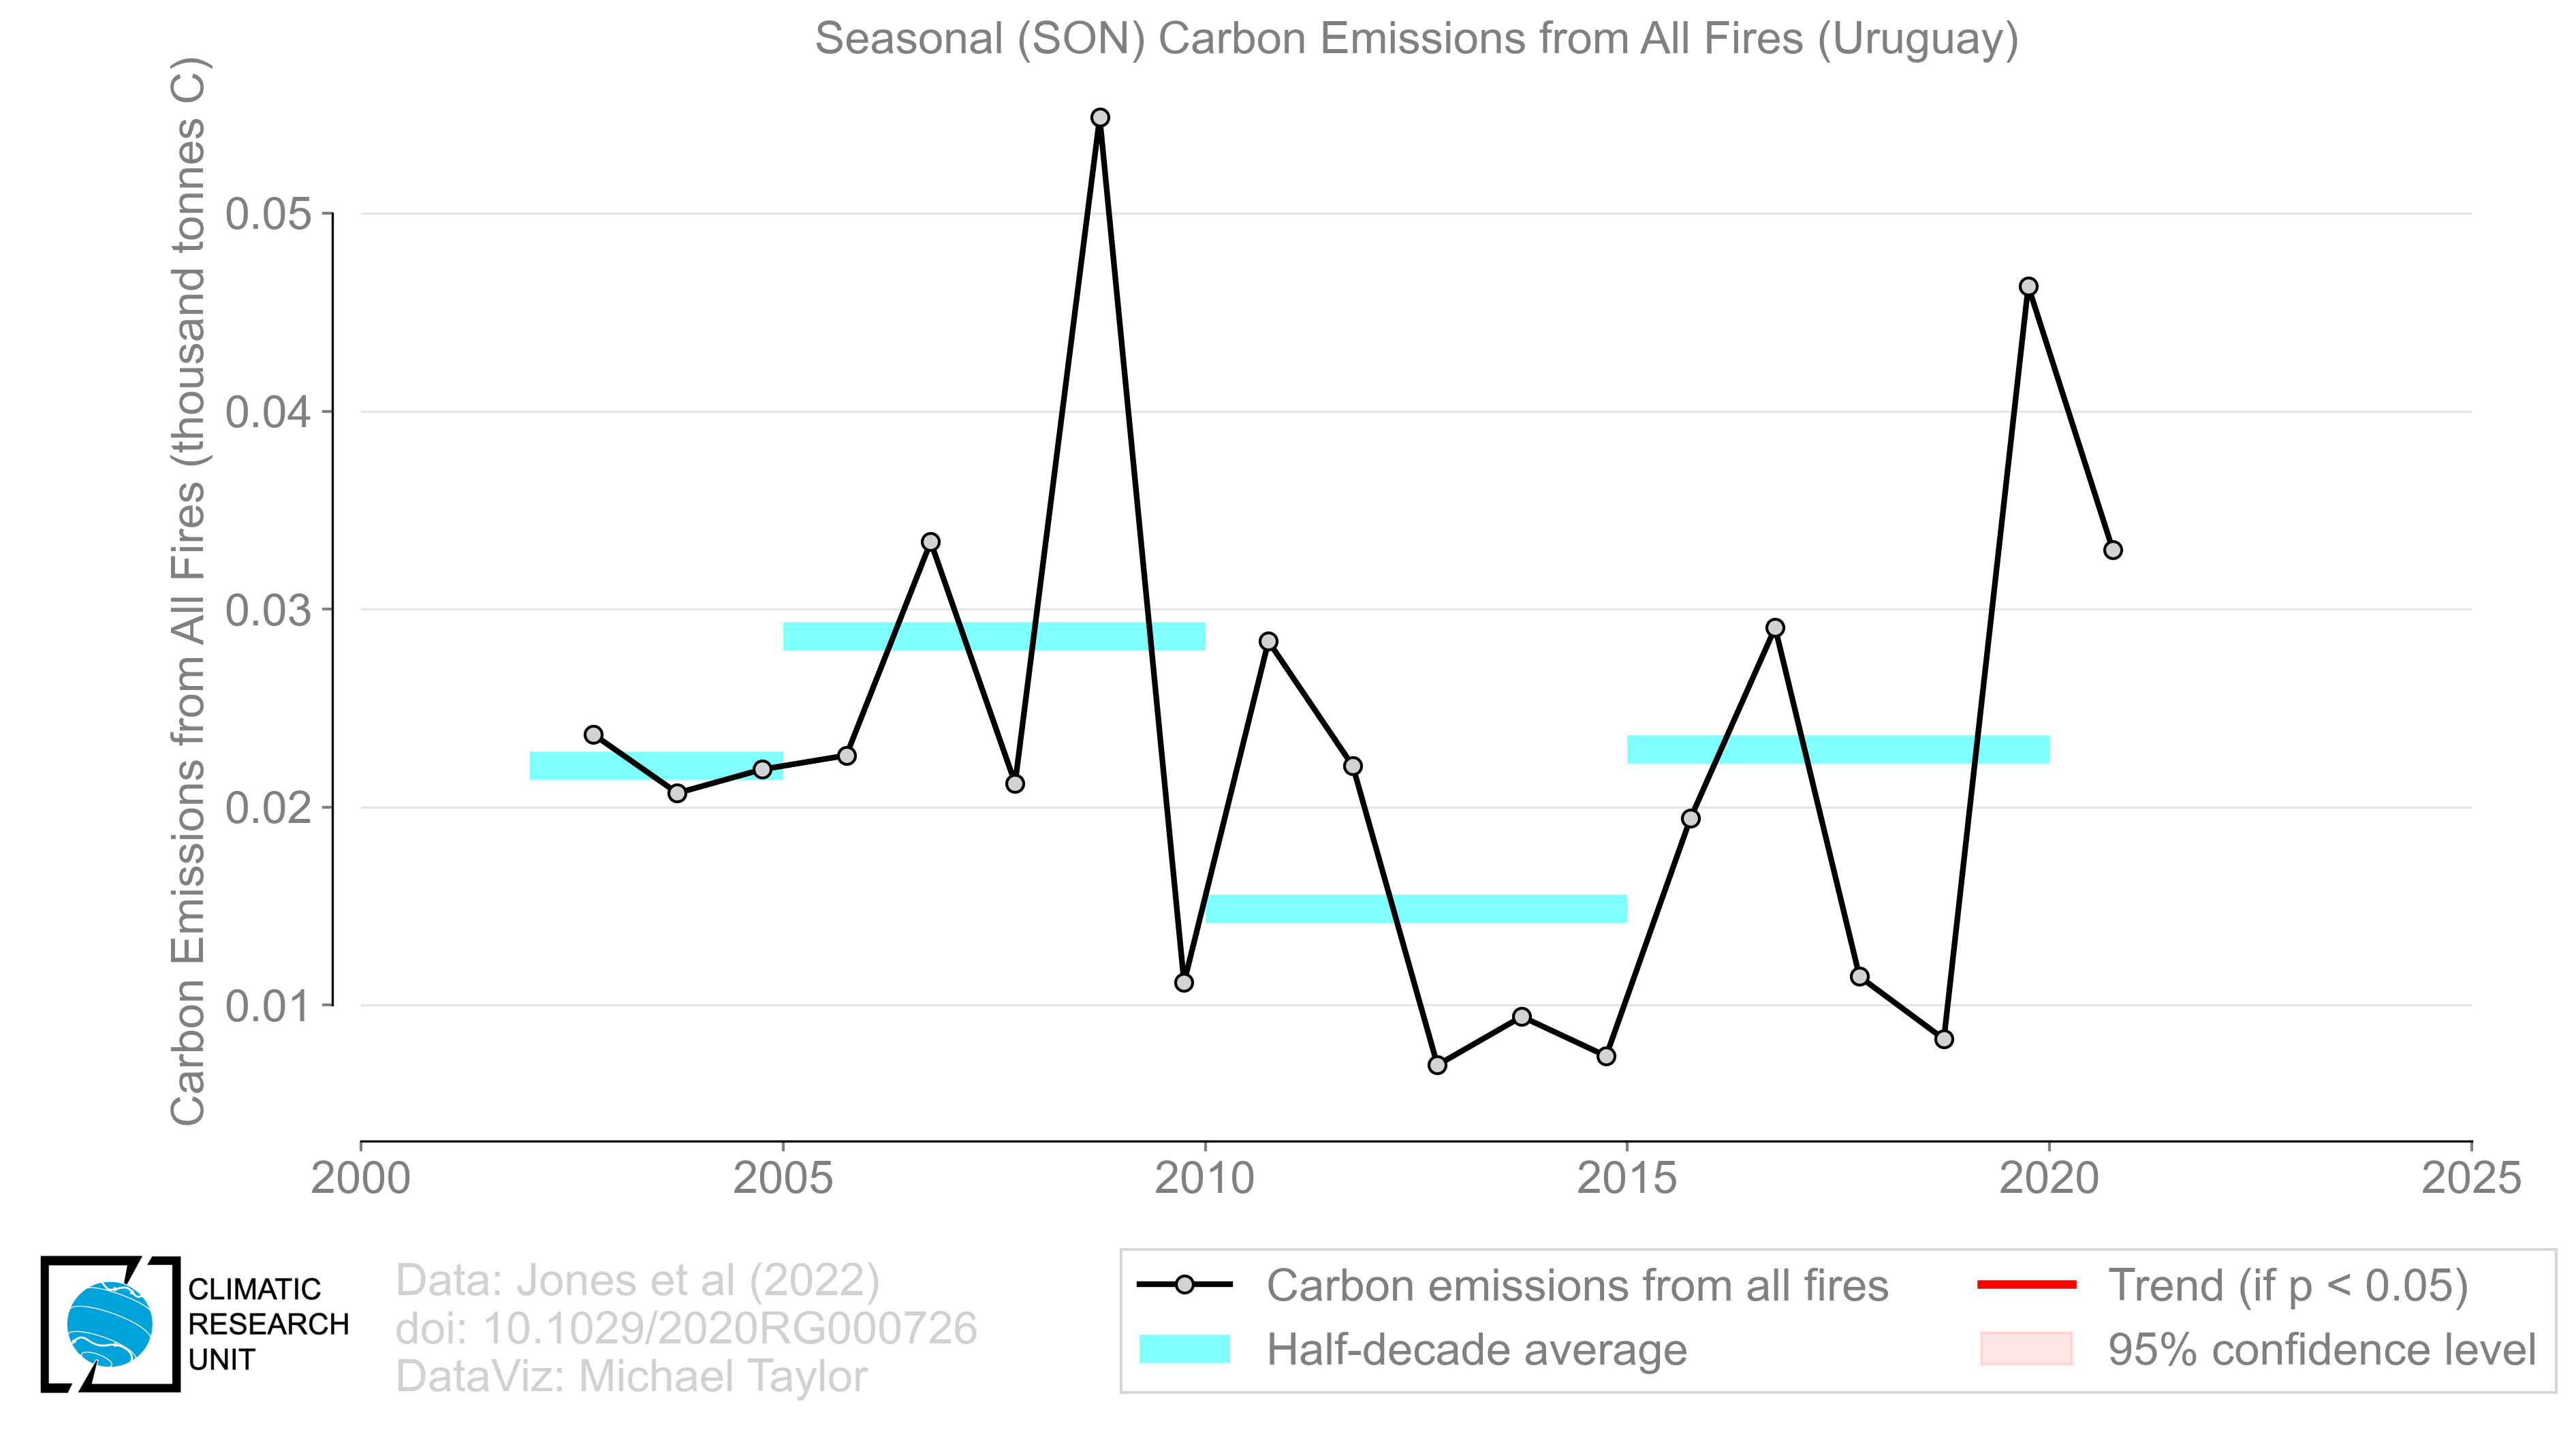 Seasonal (SON) Carbon Emissions from All Fires (Uruguay)
Carbon Emissions from All Fires (thousand tonnes C)
0.05
0.04
0.03
0.02
0.01
2000
2005
2010
2015
2020
2025
CLIMATIC
RESEARCH
UNIT
Data: Jones et al (2022)
doi: 10.1029/2020RG000726
DataViz: Michael Taylor
Carbon emissions from all fires
Half-decade average
Trend (if p < 0.05)
95% confidence level